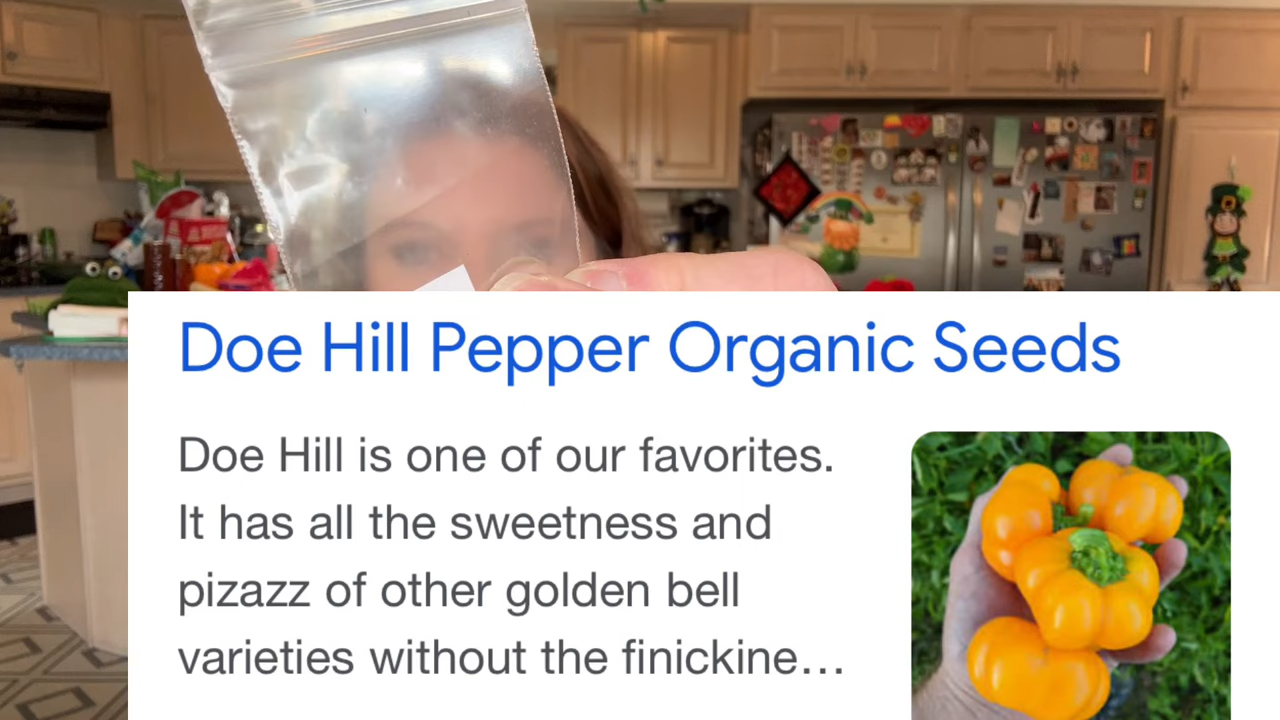 Doe Hill Pepper Organic Seeds
Doe Hill is one of our favorites.
It has all the sweetness and
pizazz of other golden bell
varieties without the finickine…